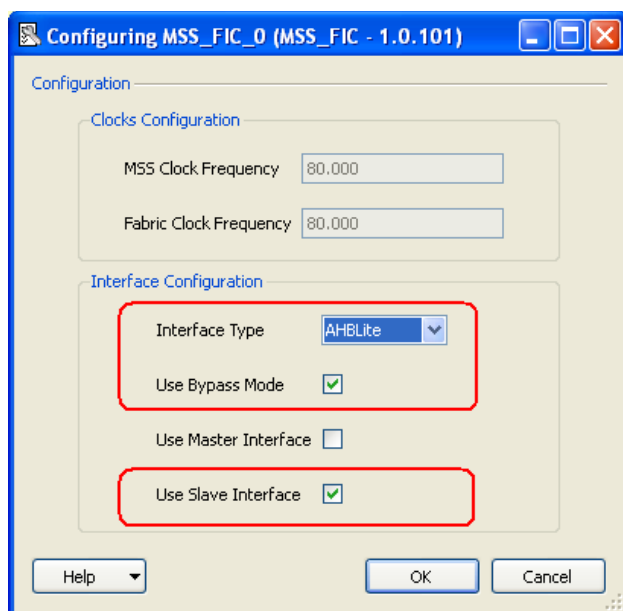 Configuring MSS_FIC_0 (MSS_FIC - 1.0.101)
Configuration
Clocks Configuration
MSS Clock Frequency 80.000
Fabric Clock Frequency 80.000
Interface Configuration
Interface Type AHBLite
Use Bypass Mode
Use Master Interface
Use Slave Interface
Help OK Cancel